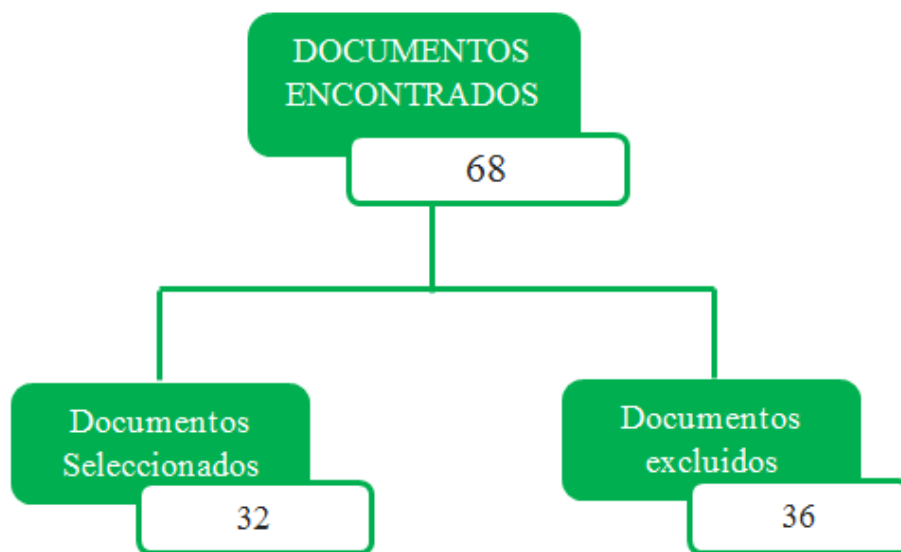 DOCUMENTOS
ENCONTRADOS
68
Documentos
Seleccionados
32
Documentos
excluidos
36